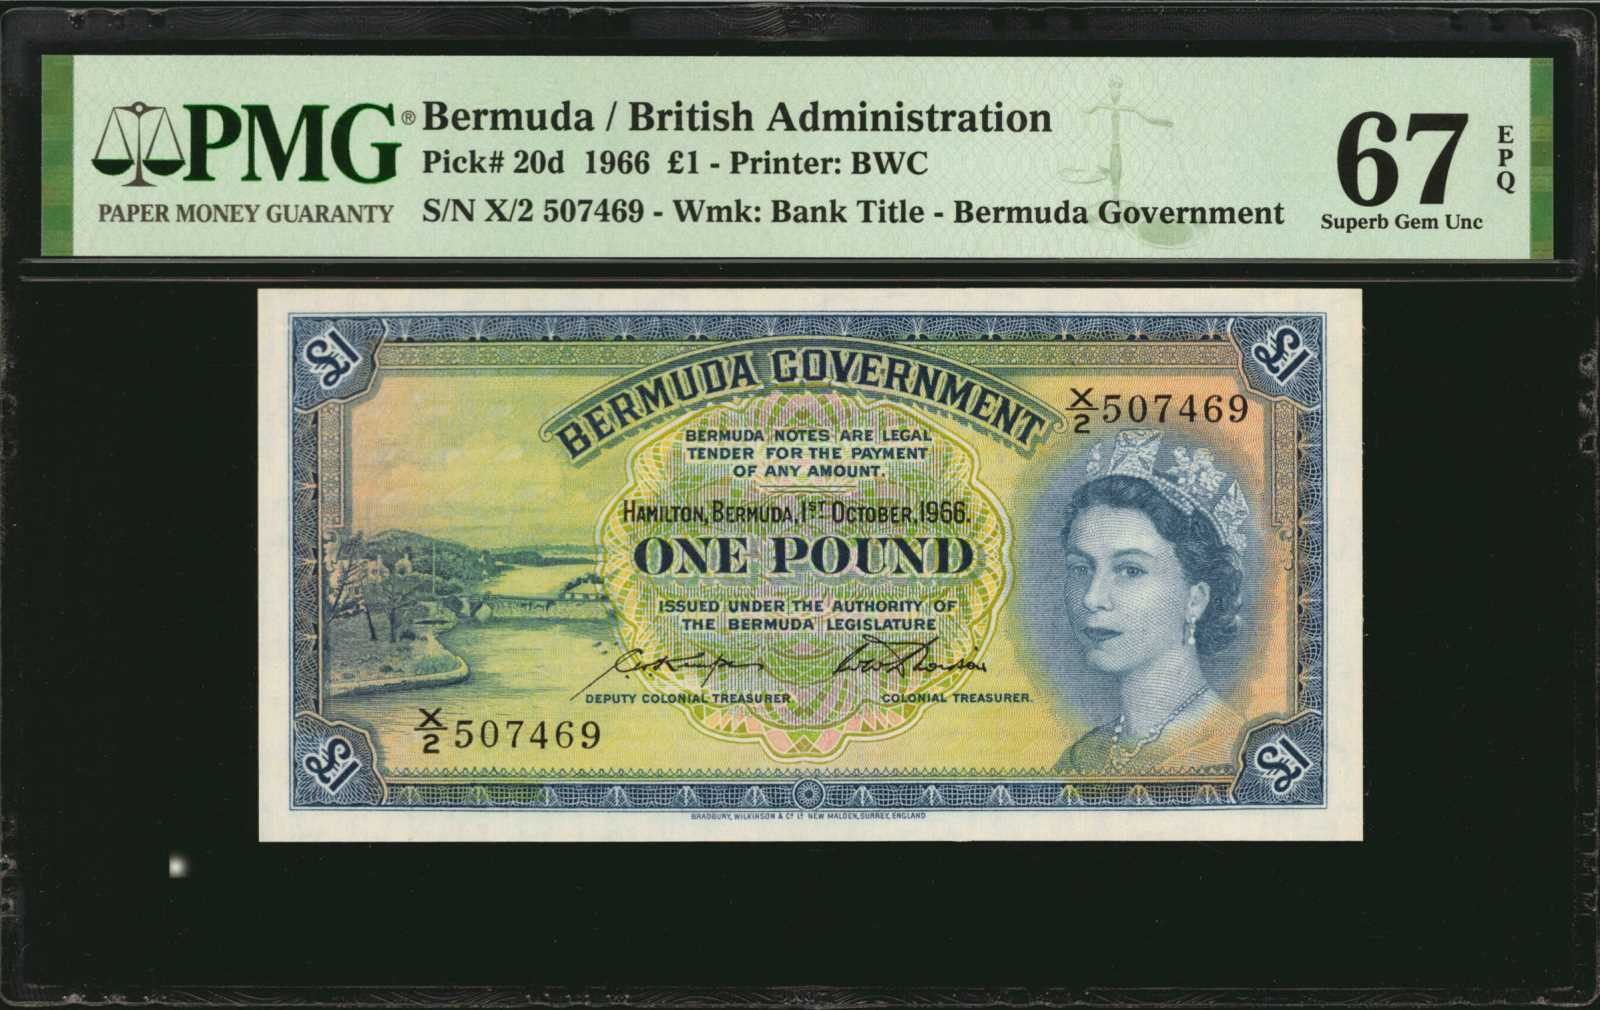 PMG®
PAPER MONEY GUARANTY
Bermuda / British Administration
Pick# 20d 1966 £1 - Printer: BWC
S/N X/2 507469 - Wmk: Bank Title - Bermuda Government
67
EPQ
Superb Gem Unc
£1
£1
BERMUDA GOVERNMENT
X/2 507469
BERMUDA NOTES ARE LEGAL
TENDER FOR THE PAYMENT
OF ANY AMOUNT.
HAMILTON, BERMUDA, 1ST OCTOBER, 1966.
ONE POUND
ISSUED UNDER THE AUTHORITY OF
THE BERMUDA LEGISLATURE
DEPUTY COLONIAL TREASURER
COLONIAL TREASURER.
X/2 507469
£1
£1
BRADBURY, WILKINSON & Cº Lº NEW MALDEN, SURREY, ENGLAND